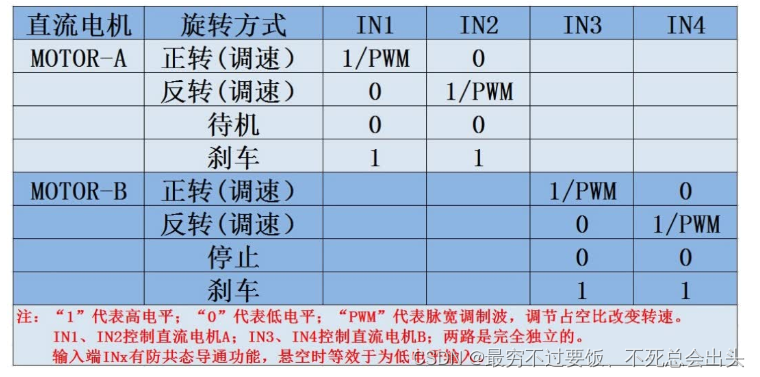 直流电机 旋转方式 IN1 IN2 IN3 IN4
MOTOR-A 正转(调速) 1/PWM 0
反转(调速) 0 1/PWM
待机 0 0
刹车 1 1
MOTOR-B 正转(调速) 1/PWM 0
反转(调速) 0 1/PWM
停止 0 0
刹车 1 1
注：“1”代表高电平；“0”代表低电平；“PWM”代表脉宽调制波，调节占空比改变转速。
IN1、IN2控制直流电机A；IN3、IN4控制直流电机B；两路是完全独立的。
输入端INx有防共态导通功能，悬空时等效于为低电平输入。
CSDN @最穷不过要饭，不死总会出头